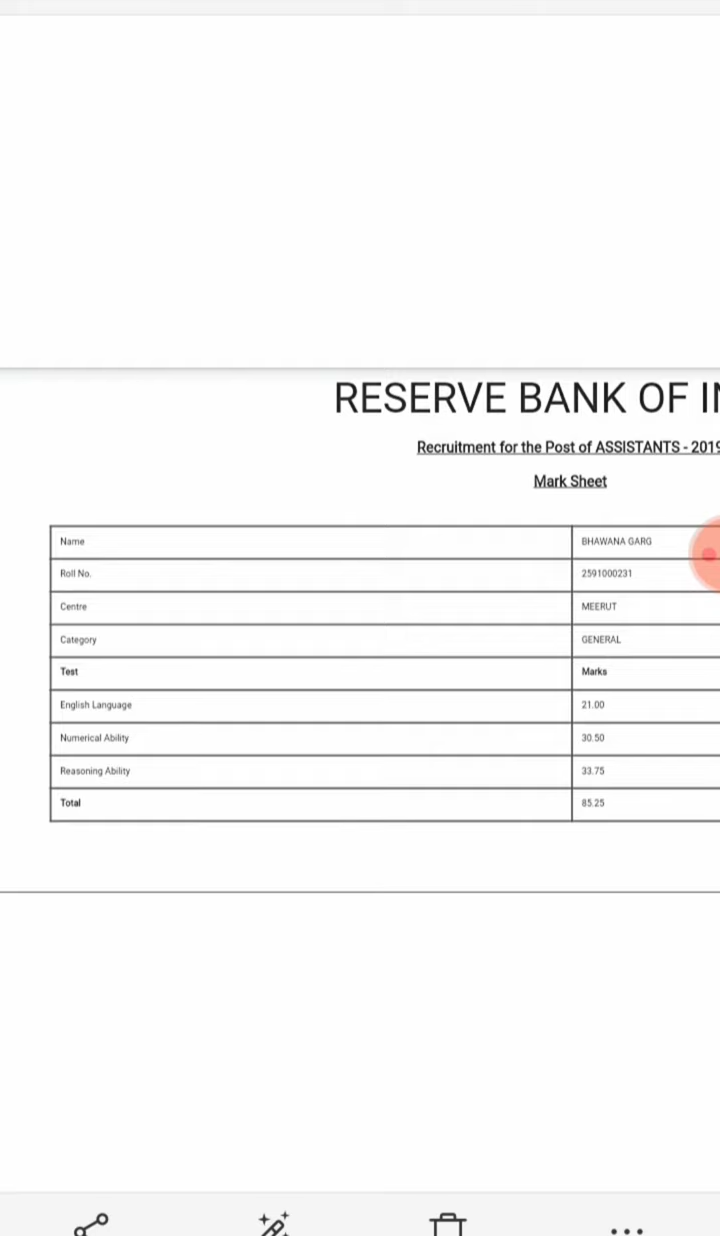 RESERVE BANK OF
Recruitment for the Post of ASSISTANTS - 2019
Mark Sheet
Name BHAWANA GARG
Roll No. 2591000231
Centre MEERUT
Category GENERAL
Test Marks
English Language 21.00
Numerical Ability 30.50
Reasoning Ability 33.75
Total 85.25